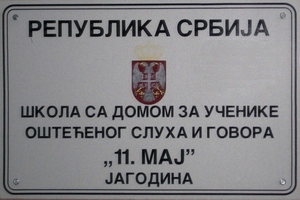 РЕПУБЛИКА СРБИЈА
ШКОЛА СА ДОМОМ ЗА УЧЕНИКЕ
ОШТЕЋЕНОГ СЛУХА И ГОВОРА
„11. МАЈ”
ЈАГОДИНА